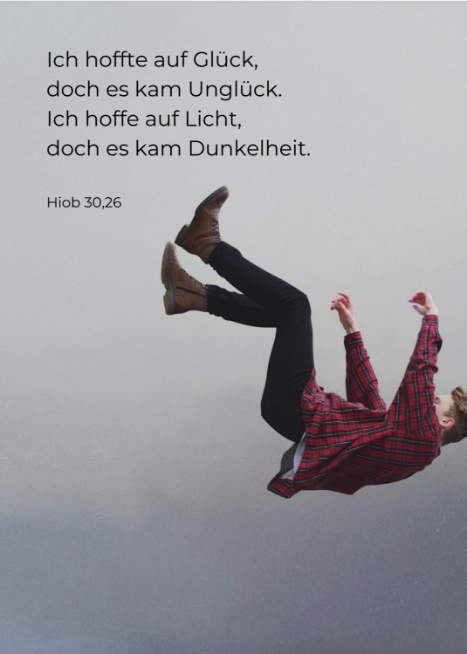 Ich hoffte auf Glück,
doch es kam Unglück.
Ich hoffe auf Licht,
doch es kam Dunkelheit.
Hiob 30,26